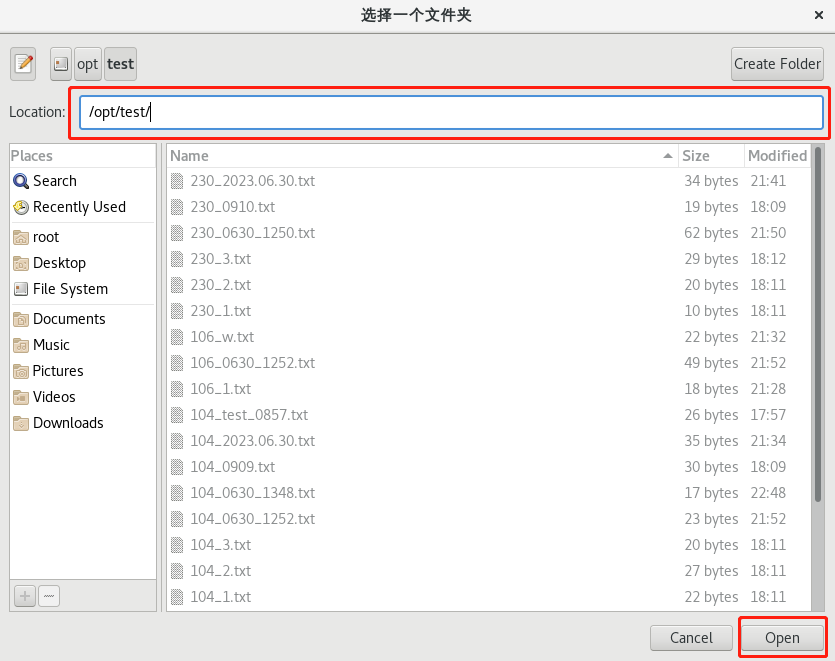 选择一个文件夹
opt test Create Folder
Location: /opt/test/
Places
Search
Recently Used
root
Desktop
File System
Documents
Music
Pictures
Videos
Downloads
Name Size Modified
230_2023.06.30.txt 34 bytes 21:41
230_0910.txt 19 bytes 18:09
230_0630_1250.txt 62 bytes 21:50
230_3.txt 29 bytes 18:12
230_2.txt 20 bytes 18:11
230_1.txt 10 bytes 18:11
106_w.txt 22 bytes 21:32
106_0630_1252.txt 49 bytes 21:52
106_1.txt 18 bytes 21:28
104_test_0857.txt 26 bytes 17:57
104_2023.06.30.txt 35 bytes 21:34
104_0909.txt 30 bytes 18:09
104_0630_1348.txt 17 bytes 22:48
104_0630_1252.txt 23 bytes 21:52
104_3.txt 20 bytes 18:11
104_2.txt 27 bytes 18:11
104_1.txt 22 bytes 18:11
Cancel Open